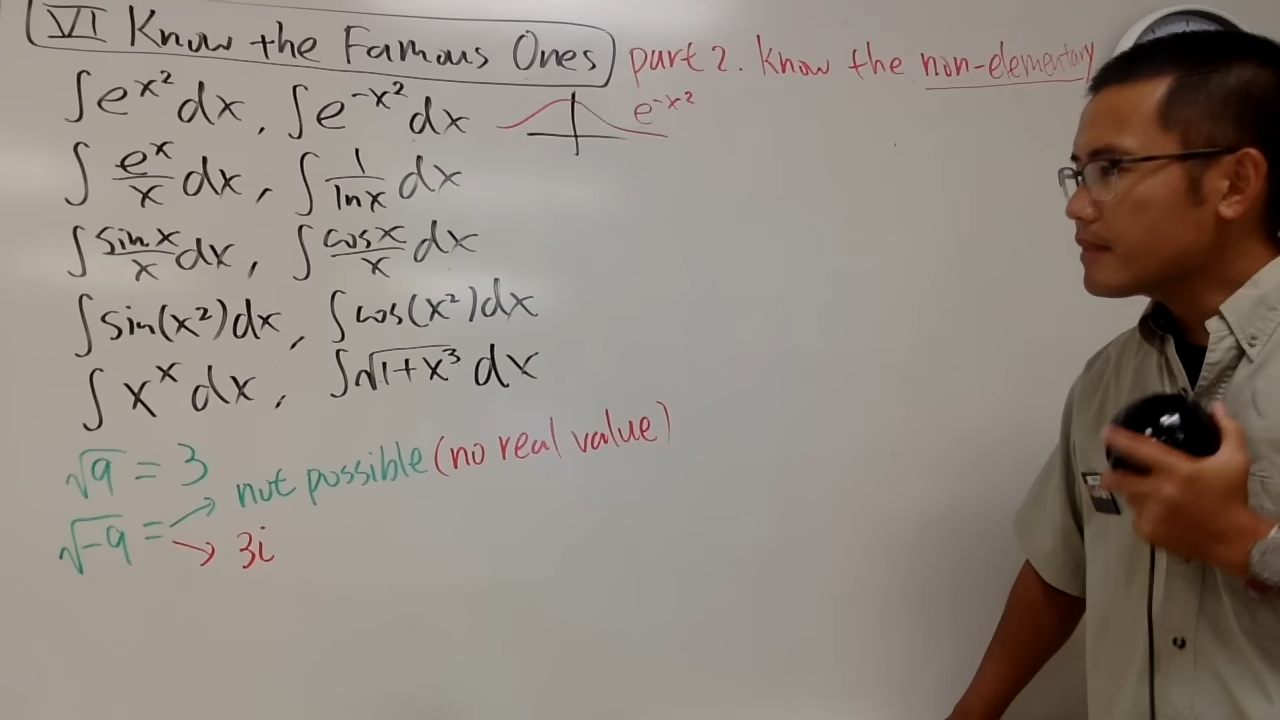 VI Know the Famous Ones part 2. Know the non-elementary
∫e^{x²}dx, ∫e^{-x²}dx e^{-x²}
∫ e^x/x dx, ∫ 1/ln x dx
∫ sin x/x dx, ∫ cos x/x dx
∫sin(x²)dx, ∫cos(x²)dx
∫x^x dx, ∫√(1+x³) dx
√9 = 3
√-9 = → not possible (no real value)
→ 3i